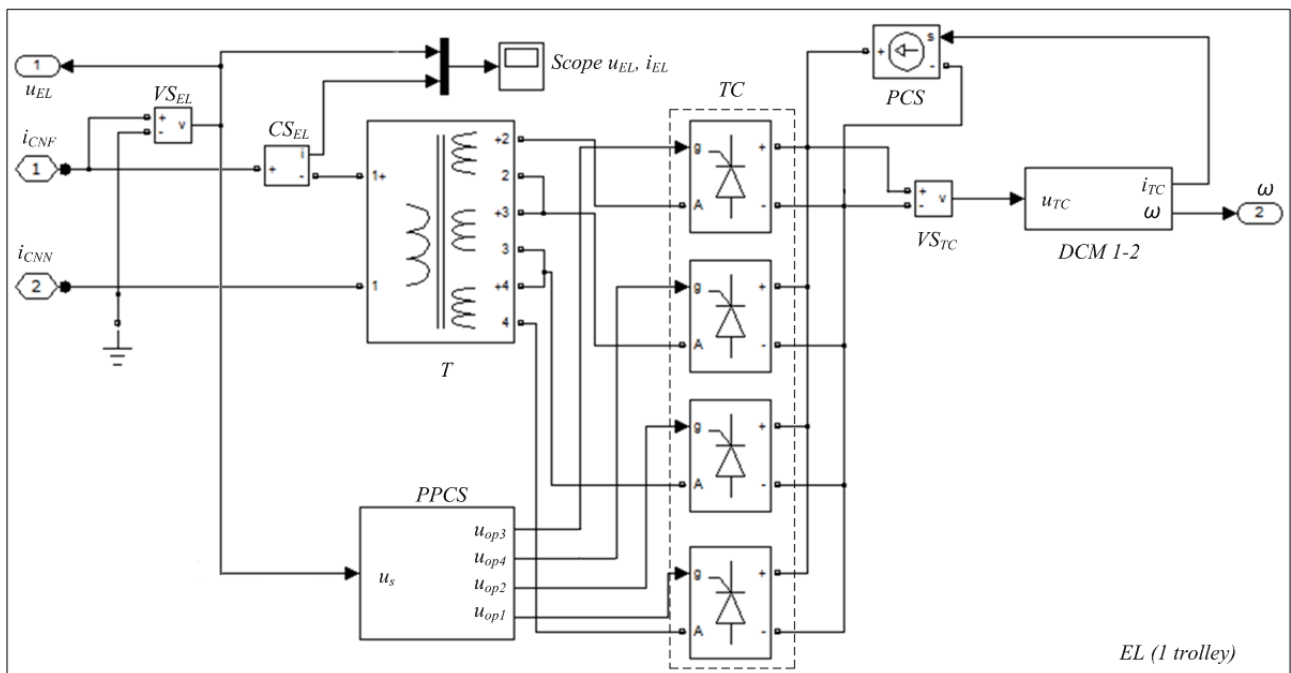 1
u_EL
VS_EL
+
-
v
i_CNF
1
CS_EL
+
i
-
Scope u_EL, i_EL
i_CNN
2
1+
1
+2
2
+3
3
+4
4
T
PPCS
u_s
u_op3
u_op4
u_op2
u_op1
TC
g
A
+
-
g
A
+
-
g
A
+
-
g
A
+
-
+
s
-
PCS
+
-
v
VS_TC
u_TC
i_TC
ω
DCM 1-2
ω
2
EL (1 trolley)